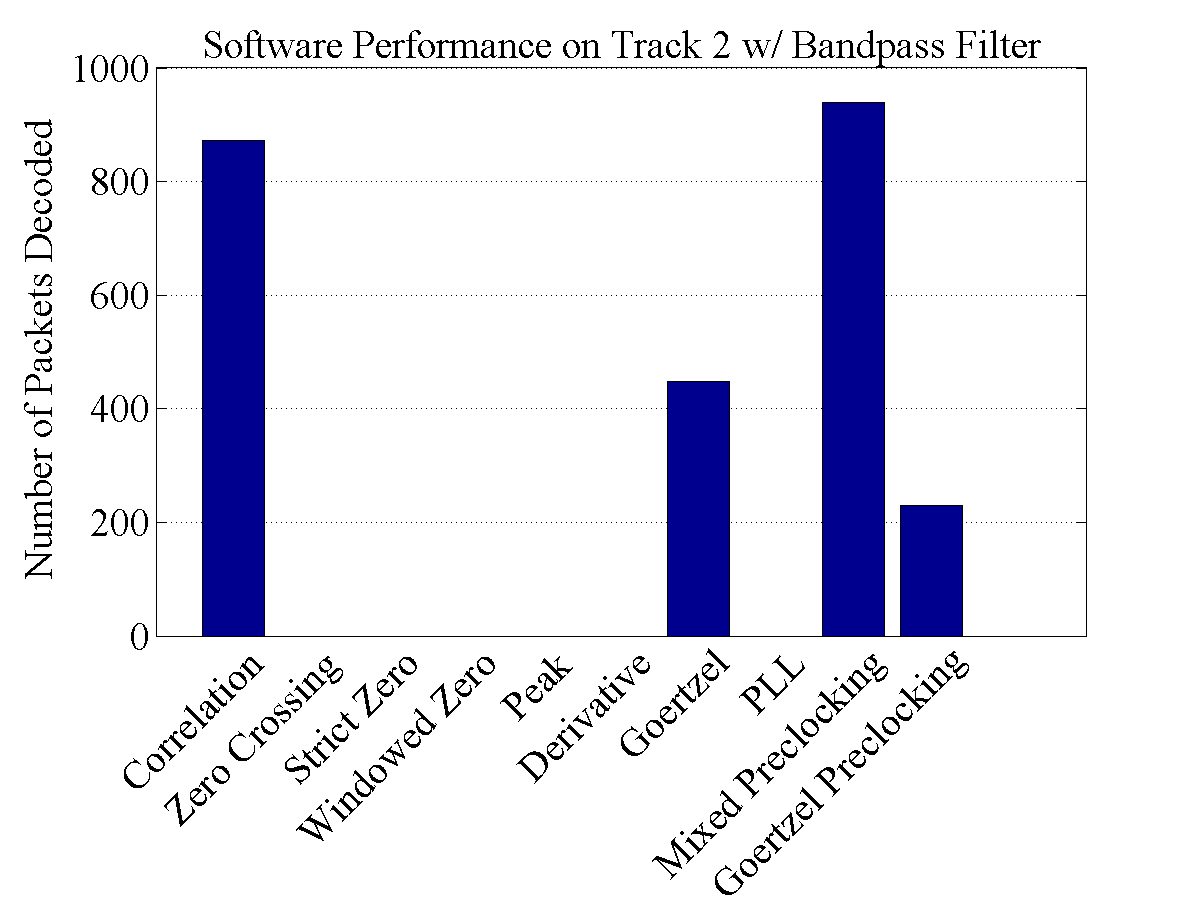 Software Performance on Track 2 w/ Bandpass Filter
Number of Packets Decoded
1000
800
600
400
200
0
Correlation
Zero Crossing
Strict Zero
Windowed Zero
Peak
Derivative
Goertzel
PLL
Mixed Preclocking
Goertzel Preclocking